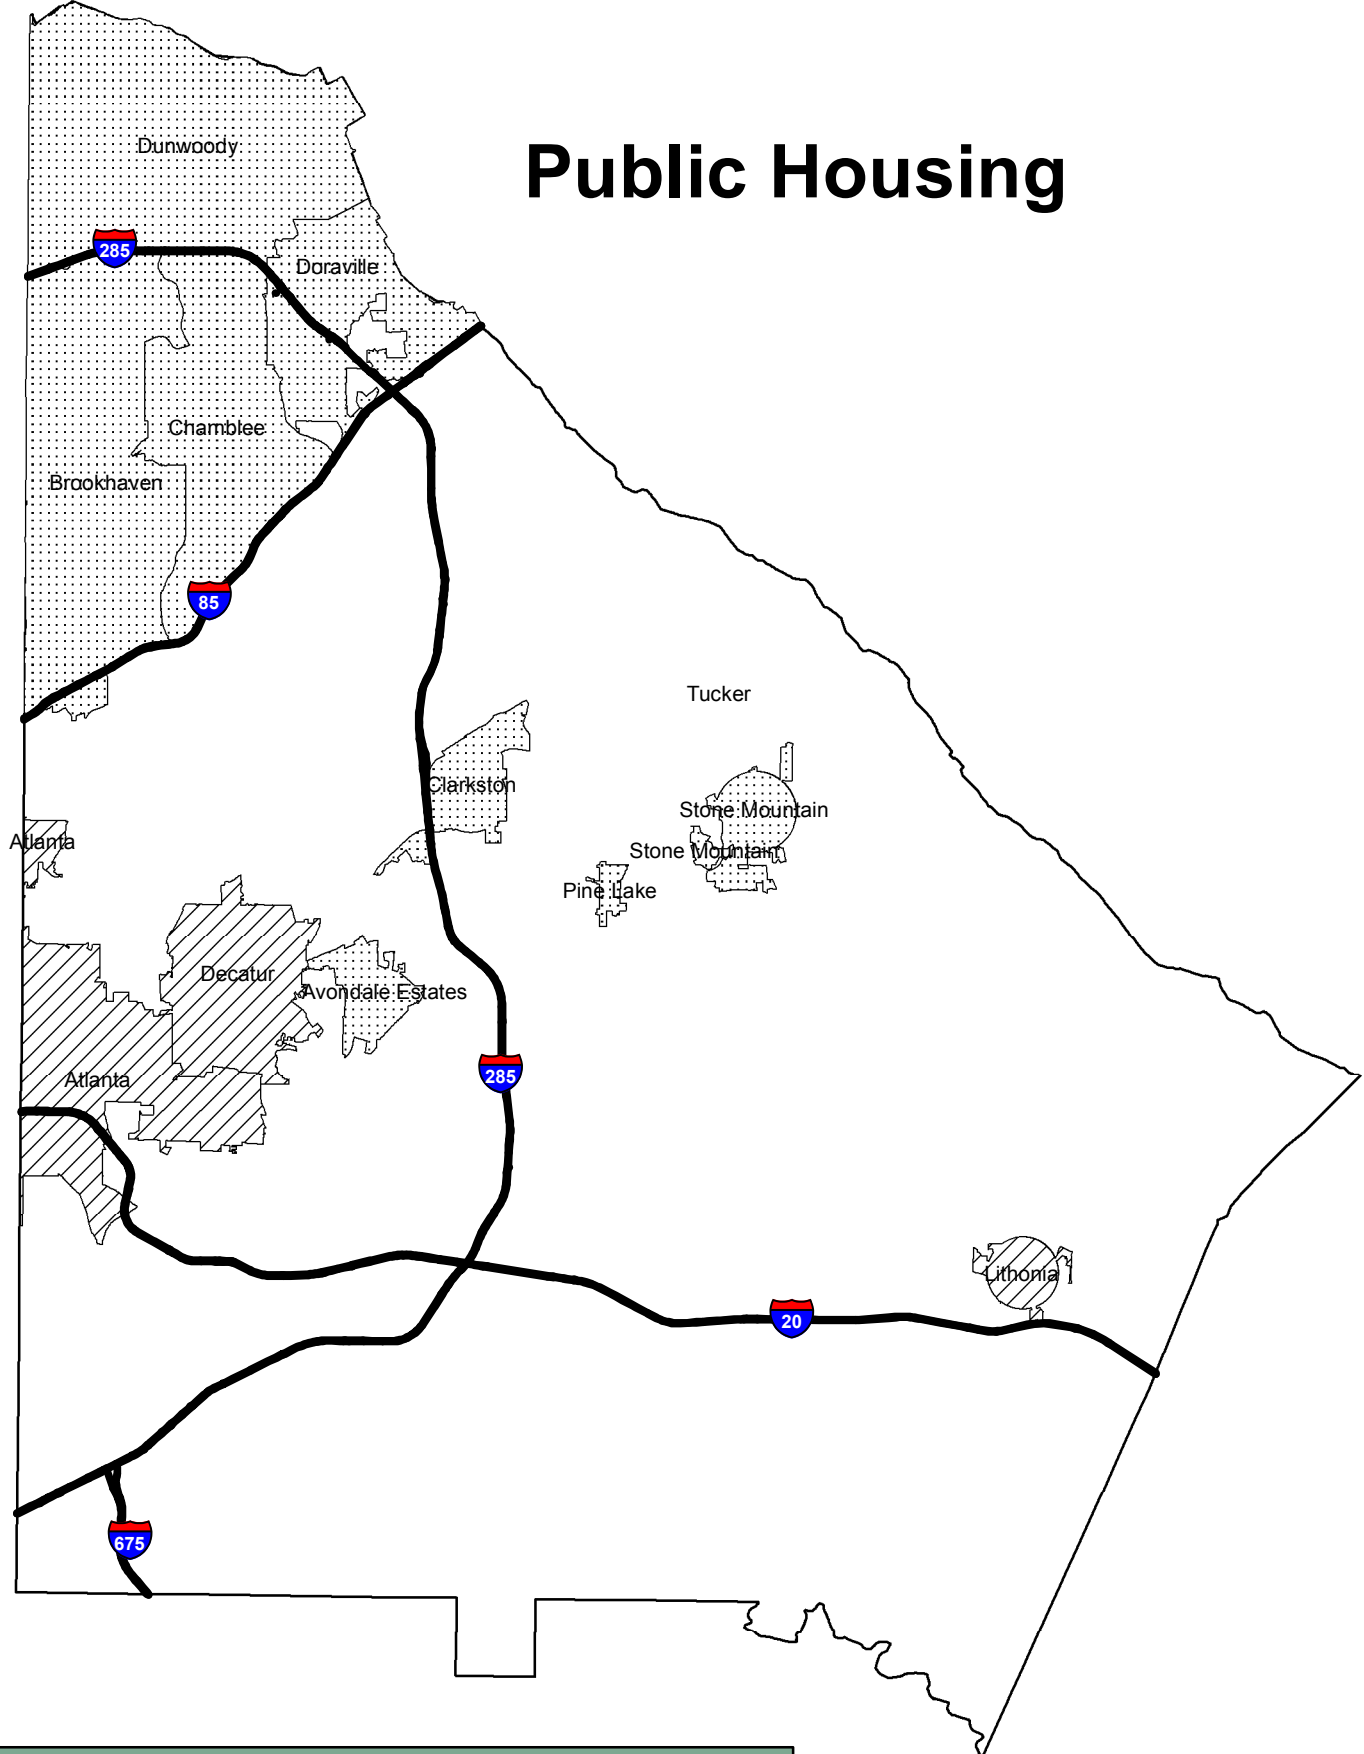 Dunwoody
Public Housing
285
Doraville
Chamblee
Brookhaven
85
Tucker
Clarkston
Stone Mountain
Atlanta
Stone Mountain
Pine Lake
Decatur
Avondale Estates
285
Atlanta
Lithonia
20
675